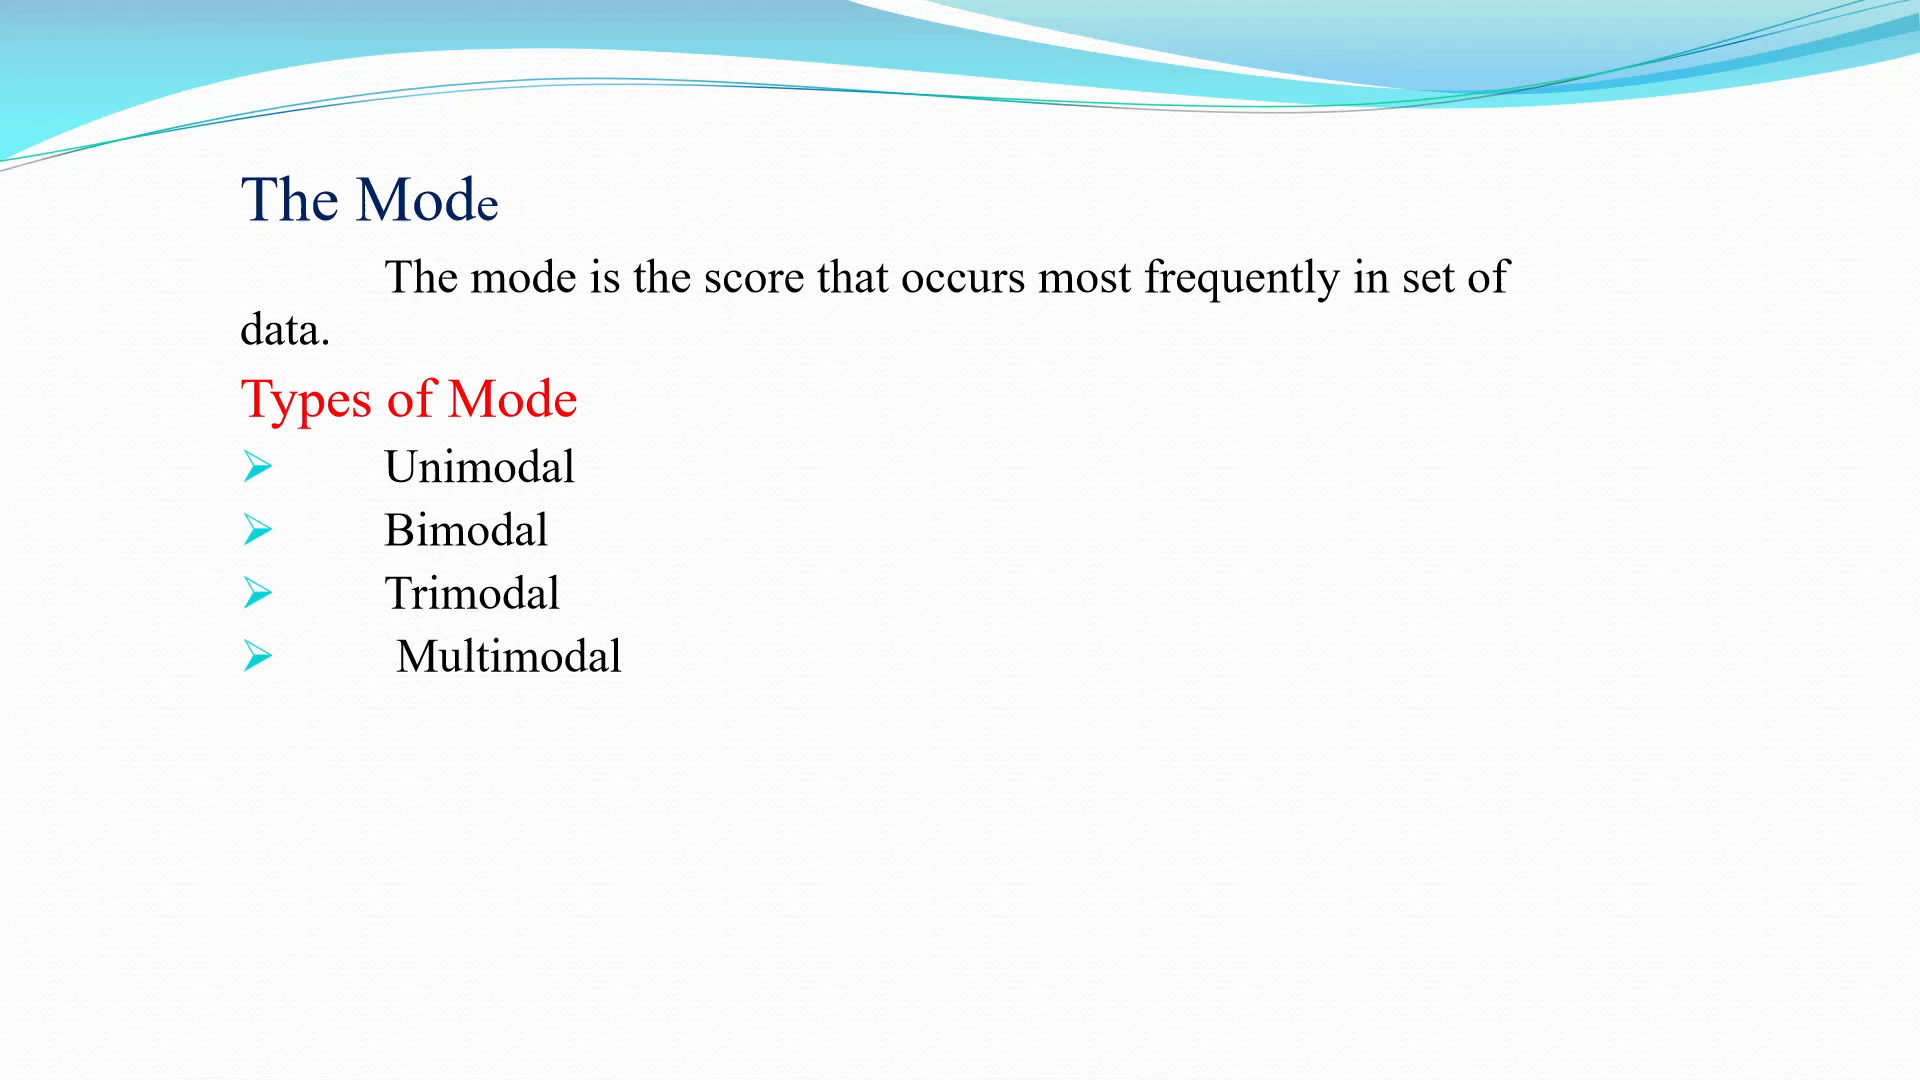 The Mode
The mode is the score that occurs most frequently in set of
data.
Types of Mode
➢ Unimodal
➢ Bimodal
➢ Trimodal
➢ Multimodal